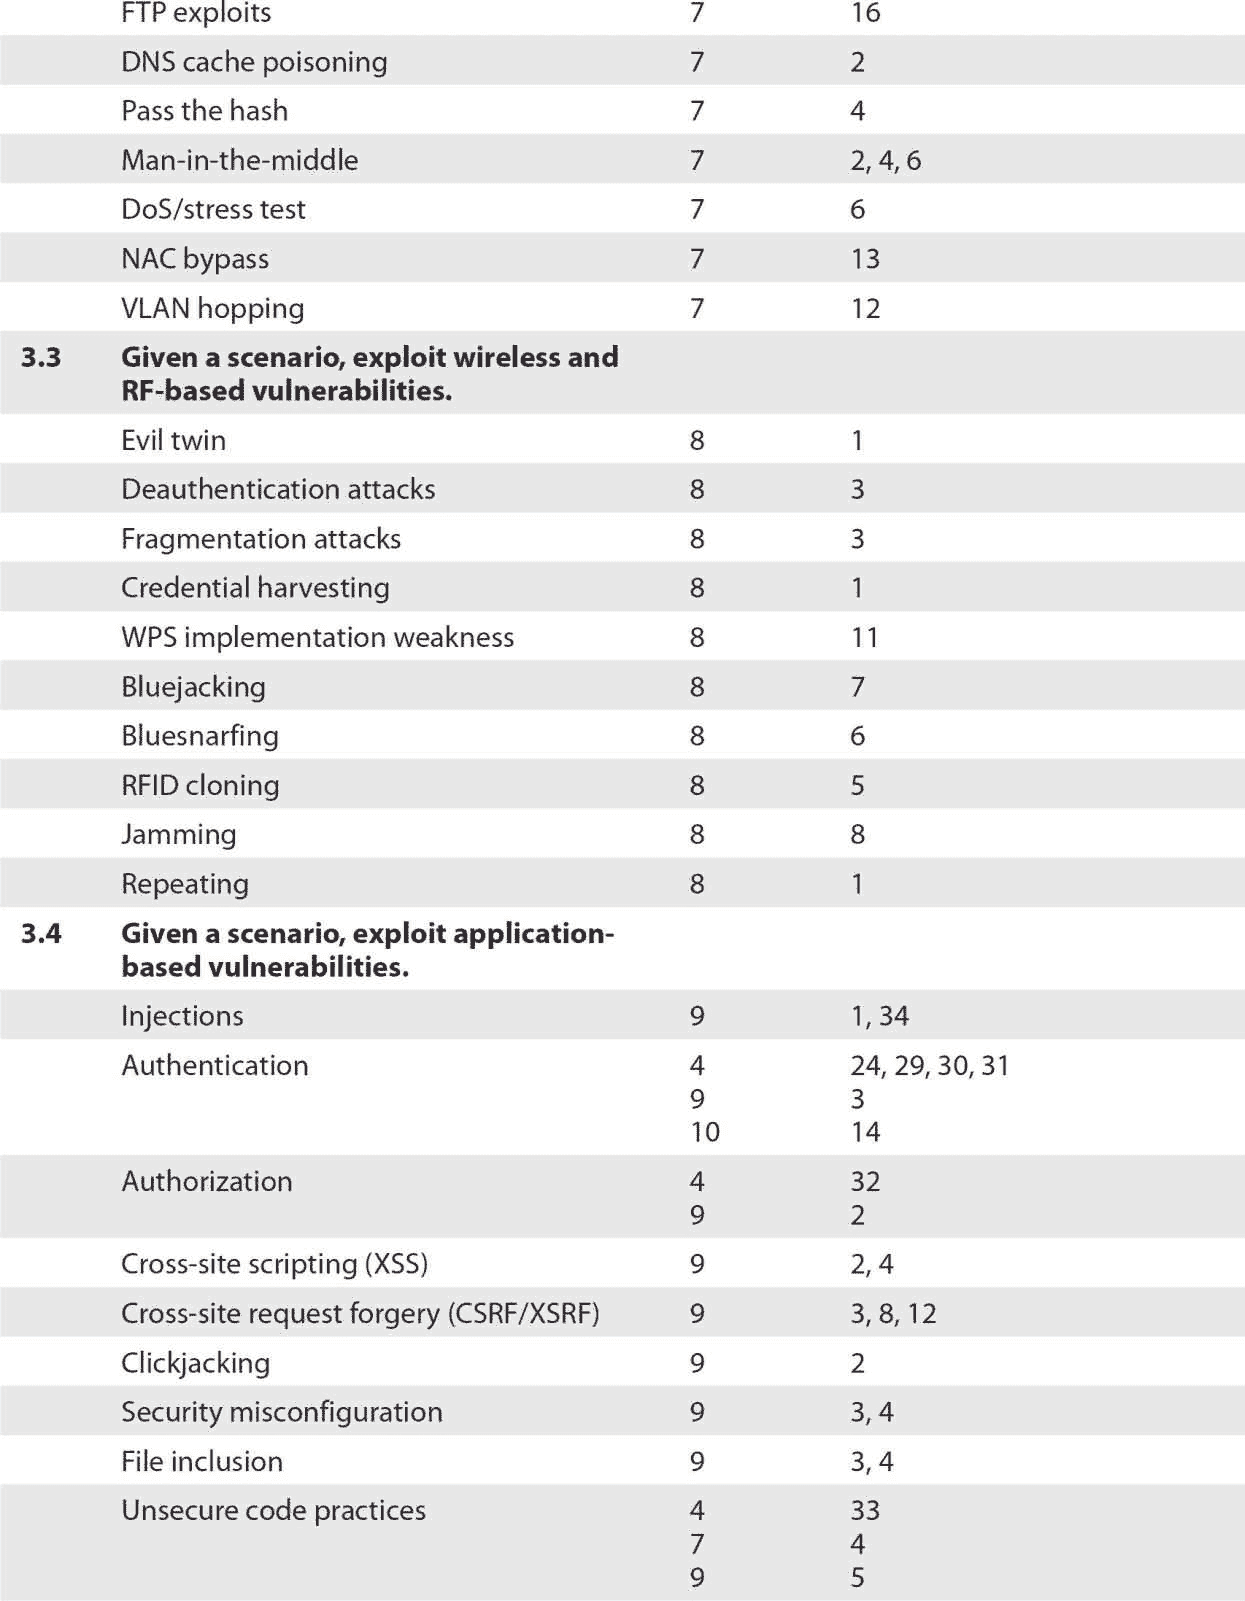 FTP exploits 7 16
DNS cache poisoning 7 2
Pass the hash 7 4
Man-in-the-middle 7 2, 4, 6
DoS/stress test 7 6
NAC bypass 7 13
VLAN hopping 7 12
3.3 Given a scenario, exploit wireless and
RF-based vulnerabilities.
Evil twin 8 1
Deauthentication attacks 8 3
Fragmentation attacks 8 3
Credential harvesting 8 1
WPS implementation weakness 8 11
Bluejacking 8 7
Bluesnarfing 8 6
RFID cloning 8 5
Jamming 8 8
Repeating 8 1
3.4 Given a scenario, exploit application-
based vulnerabilities.
Injections 9 1, 34
Authentication 4 24, 29, 30, 31
9 3
10 14
Authorization 4 32
9 2
Cross-site scripting (XSS) 9 2, 4
Cross-site request forgery (CSRF/XSRF) 9 3, 8, 12
Clickjacking 9 2
Security misconfiguration 9 3, 4
File inclusion 9 3, 4
Unsecure code practices 4 33
7 4
9 5